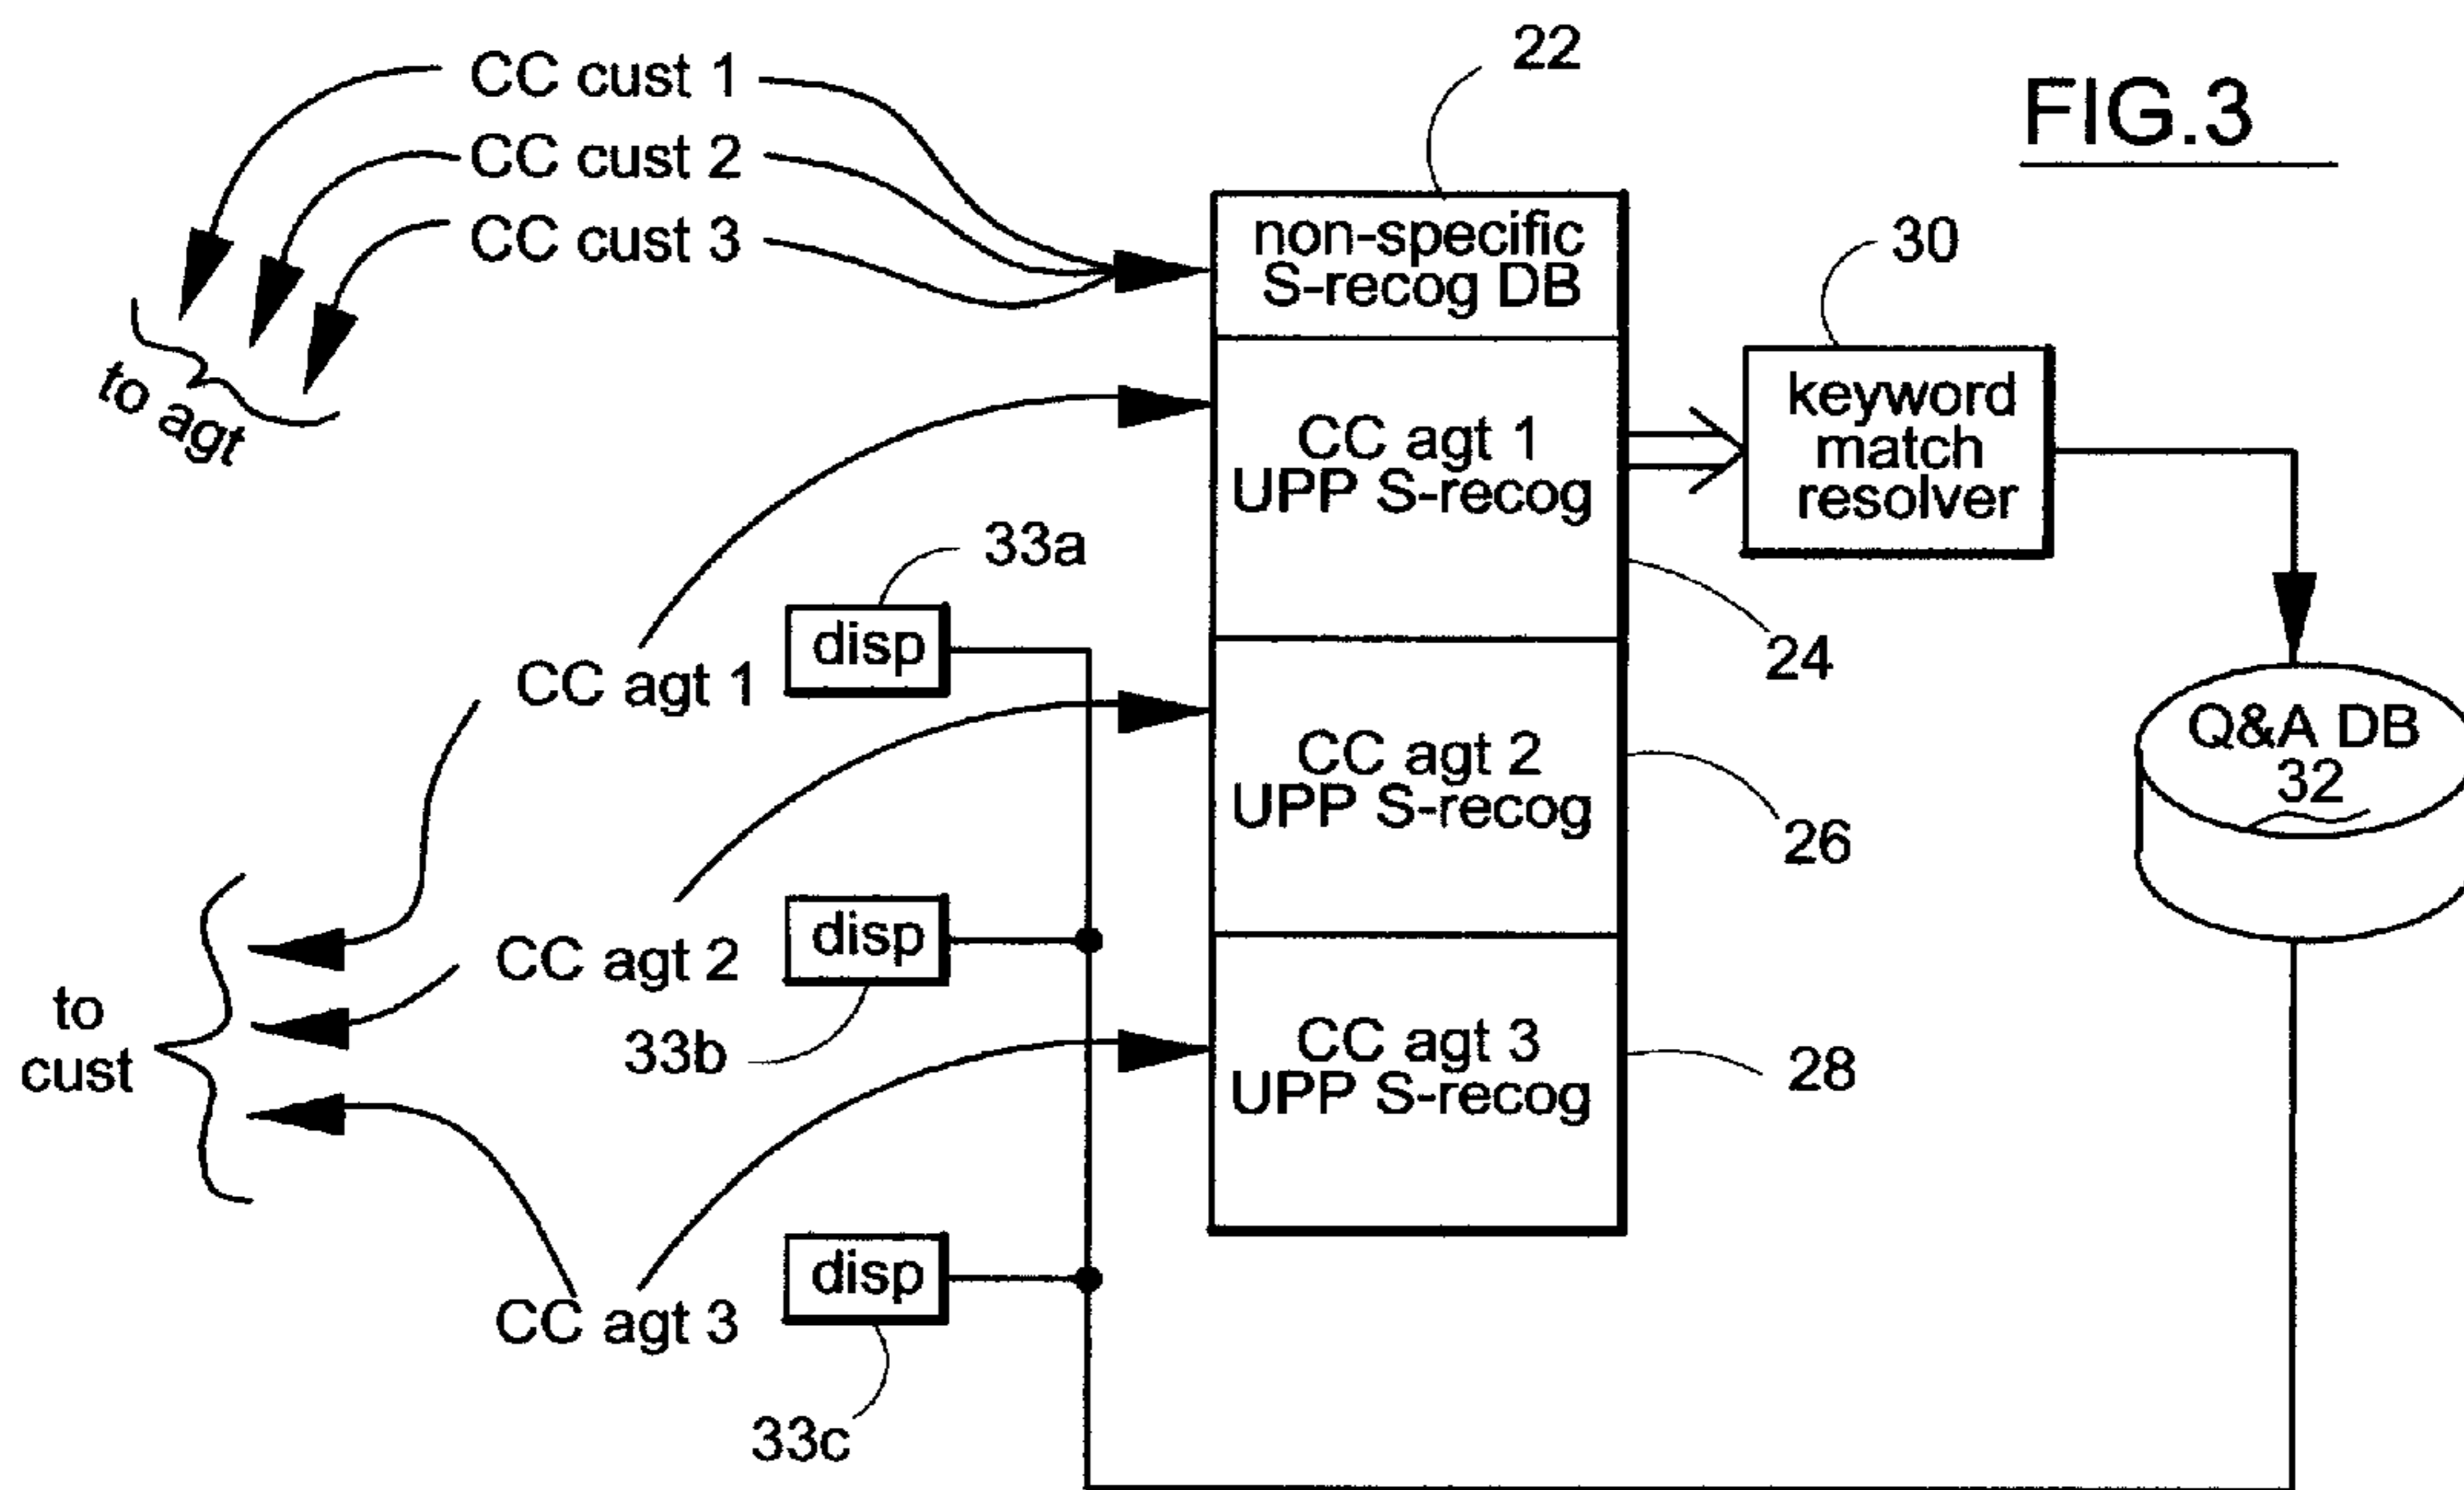 CC cust 1
CC cust 2
CC cust 3
22
FIG.3
non-specific
S-recog DB
30
to agt
keyword
match
resolver
CC agt 1
UPP S-recog
33a
disp
24
CC agt 1
Q&A DB
32
CC agt 2
UPP S-recog
26
disp
CC agt 2
33b
to
cust
CC agt 3
UPP S-recog
28
disp
CC agt 3
33c